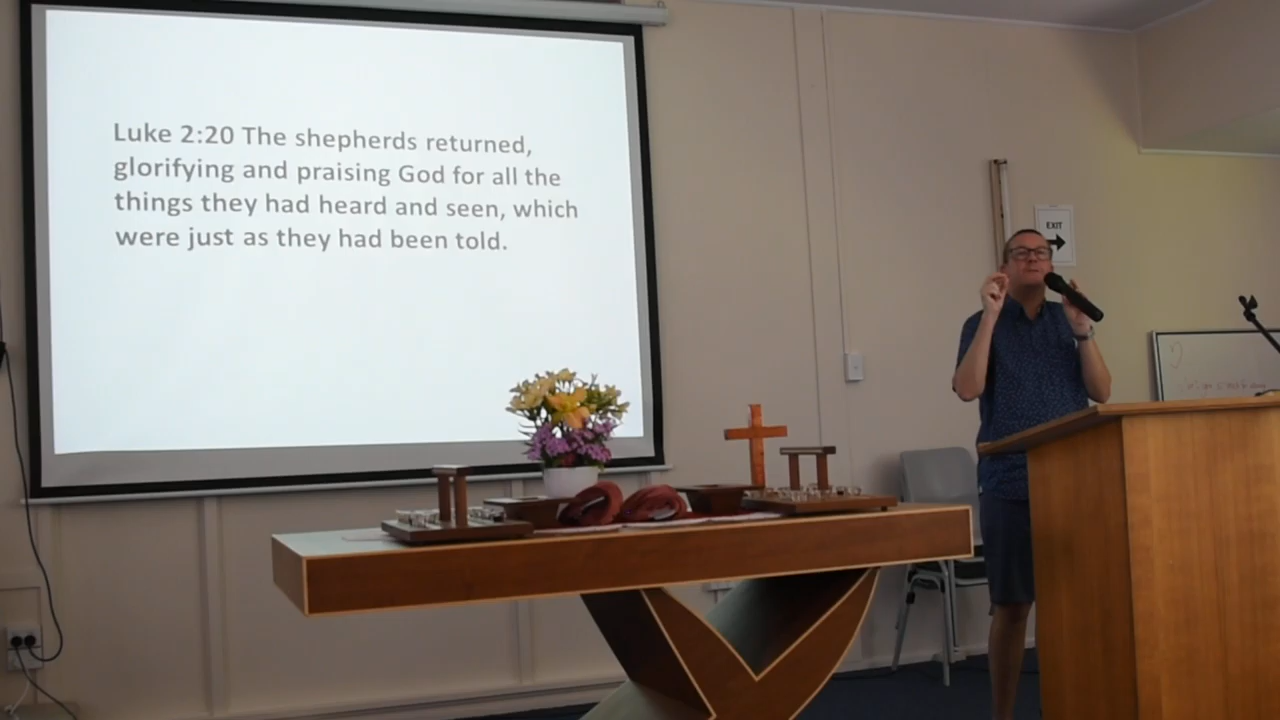 Luke 2:20 The shepherds returned,
glorifying and praising God for all the
things they had heard and seen, which
were just as they had been told.
EXIT